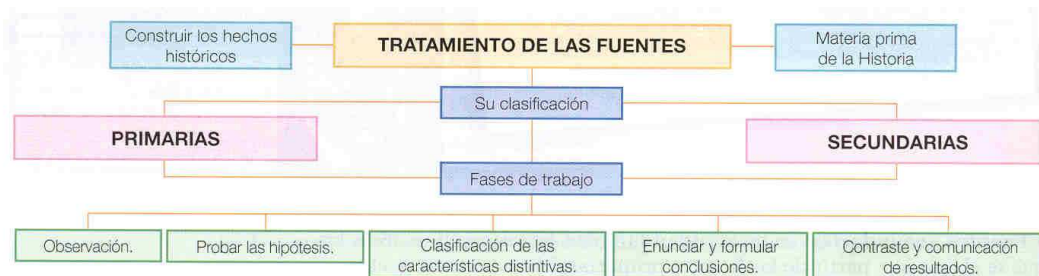 Construir los hechos
históricos
TRATAMIENTO DE LAS FUENTES
Materia prima
de la Historia
Su clasificación
PRIMARIAS
SECUNDARIAS
Fases de trabajo
Observación.
Probar las hipótesis.
Clasificación de las
características distintivas.
Enunciar y formular
conclusiones.
Contraste y comunicación
de resultados.